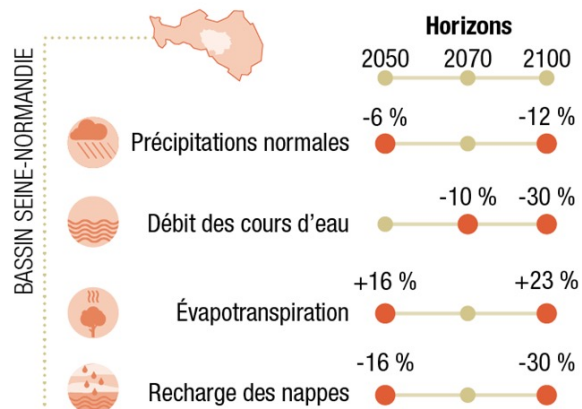 BASSIN SEINE-NORMANDIE
Horizons
2050 2070 2100
Précipitations normales -6 % -12 %
Débit des cours d’eau -10 % -30 %
Évapotranspiration +16 % +23 %
Recharge des nappes -16 % -30 %